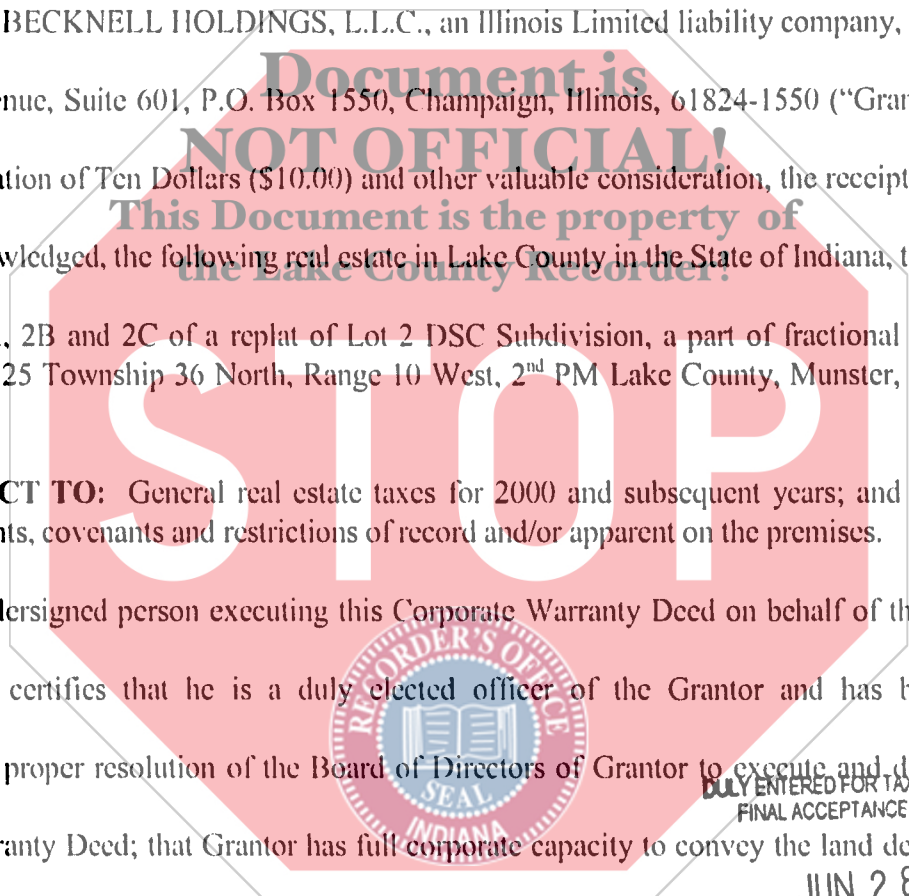 BECKNELL HOLDINGS, L.L.C., an Illinois Limited liability company,
Document is
nue, Suite 601, P.O. Box 1550, Champaign, Illinois, 61824-1550 ("Gran
NOT OFFICIAL!
ation of Ten Dollars ($10.00) and other valuable consideration, the receipt
This Document is the property of
wledged, the following real estate in Lake County in the State of Indiana, t
the Lake County Recorder!
, 2B and 2C of a replat of Lot 2 DSC Subdivision, a part of fractional
25 Township 36 North, Range 10 West, 2nd PM Lake County, Munster,
STOP
CT TO: General real estate taxes for 2000 and subsequent years; and
nts, covenants and restrictions of record and/or apparent on the premises.
dersigned person executing this Corporate Warranty Deed on behalf of th
RECORDER'S OFFICE
certifies that he is a duly elected officer of the Grantor and has b
proper resolution of the Board of Directors of Grantor to execute and d
DULY ENTERED FOR TAX
SEAL
FINAL ACCEPTANCE
INDIANA
ranty Deed; that Grantor has full corporate capacity to convey the land de
JUN 28